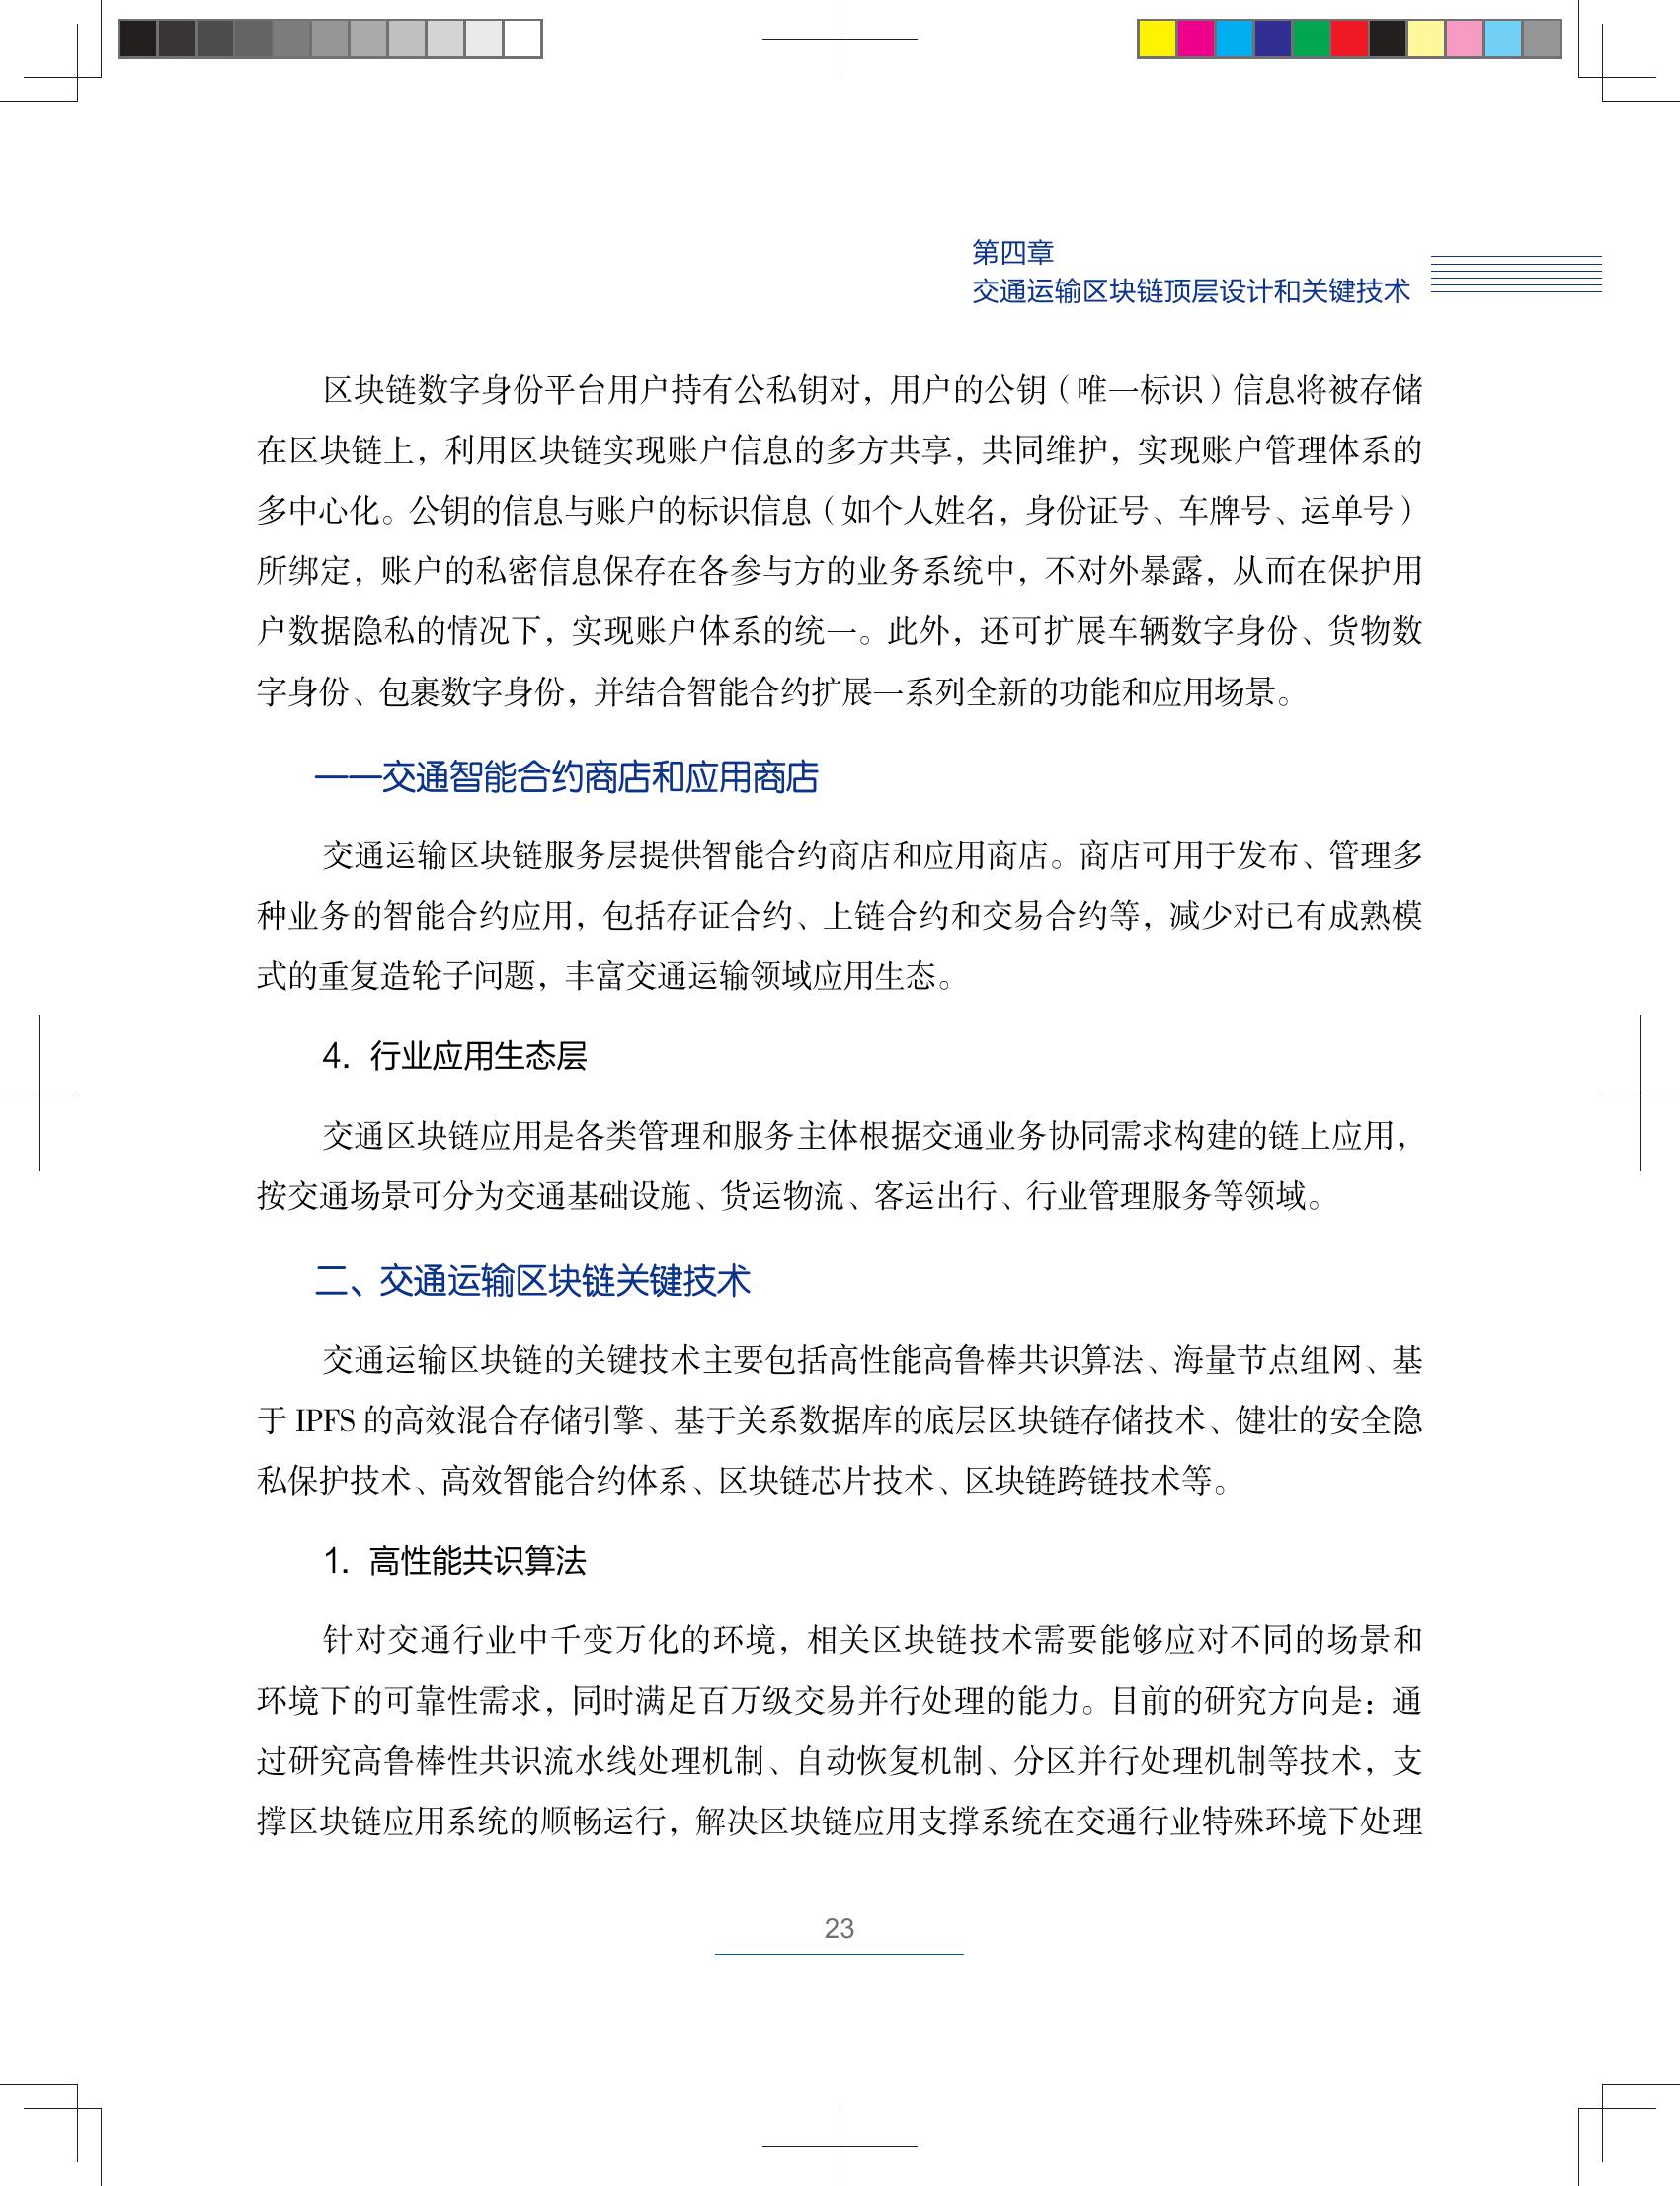 第四章
交通运输区块链顶层设计和关键技术
区块链数字身份平台用户持有公私钥对，用户的公钥（唯一标识）信息将被存储
在区块链上，利用区块链实现账户信息的多方共享，共同维护，实现账户管理体系的
多中心化。公钥的信息与账户的标识信息（如个人姓名，身份证号、车牌号、运单号）
所绑定，账户的私密信息保存在各参与方的业务系统中，不对外暴露，从而在保护用
户数据隐私的情况下，实现账户体系的统一。此外，还可扩展车辆数字身份、货物数
字身份、包裹数字身份，并结合智能合约扩展一系列全新的功能和应用场景。
——交通智能合约商店和应用商店
交通运输区块链服务层提供智能合约商店和应用商店。商店可用于发布、管理多
种业务的智能合约应用，包括存证合约、上链合约和交易合约等，减少对已有成熟模
式的重复造轮子问题，丰富交通运输领域应用生态。
4. 行业应用生态层
交通区块链应用是各类管理和服务主体根据交通业务协同需求构建的链上应用，
按交通场景可分为交通基础设施、货运物流、客运出行、行业管理服务等领域。
二、交通运输区块链关键技术
交通运输区块链的关键技术主要包括高性能高鲁棒共识算法、海量节点组网、基
于 IPFS 的高效混合存储引擎、基于关系数据库的底层区块链存储技术、健壮的安全隐
私保护技术、高效智能合约体系、区块链芯片技术、区块链跨链技术等。
1. 高性能共识算法
针对交通行业中千变万化的环境，相关区块链技术需要能够应对不同的场景和
环境下的可靠性需求，同时满足百万级交易并行处理的能力。目前的研究方向是：通
过研究高鲁棒性共识流水线处理机制、自动恢复机制、分区并行处理机制等技术，支
撑区块链应用系统的顺畅运行，解决区块链应用支撑系统在交通行业特殊环境下处理
23